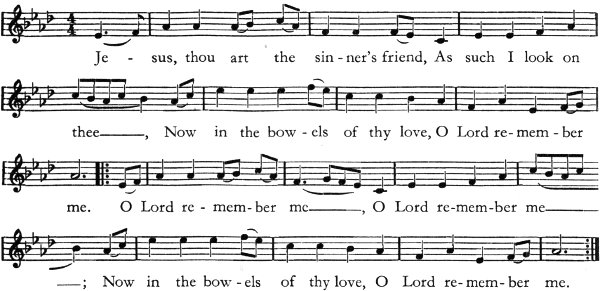 4 4
Je - sus, thou art the sin - ner's friend, As such I look on
thee——, Now in the bow - els of thy love, O Lord re - mem - ber
me. O Lord re - mem - ber me——, O Lord re - mem - ber me——
——; Now in the bow - els of thy love, O Lord re - mem - ber me.